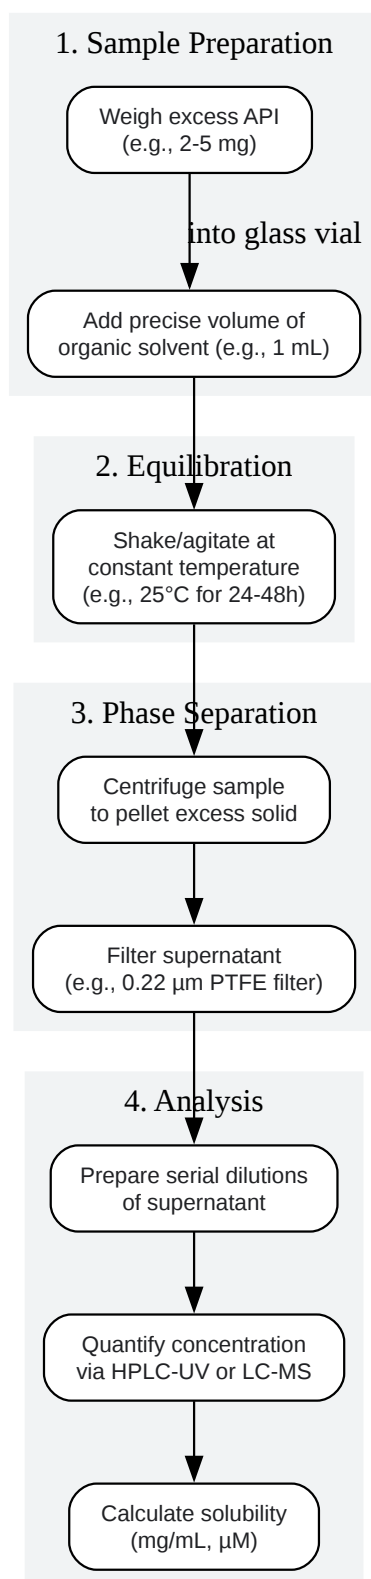 1. Sample Preparation
Weigh excess API
(e.g., 2-5 mg)
into glass vial
Add precise volume of
organic solvent (e.g., 1 mL)
2. Equilibration
Shake/agitate at
constant temperature
(e.g., 25°C for 24-48h)
3. Phase Separation
Centrifuge sample
to pellet excess solid
Filter supernatant
(e.g., 0.22 µm PTFE filter)
4. Analysis
Prepare serial dilutions
of supernatant
Quantify concentration
via HPLC-UV or LC-MS
Calculate solubility
(mg/mL, µM)